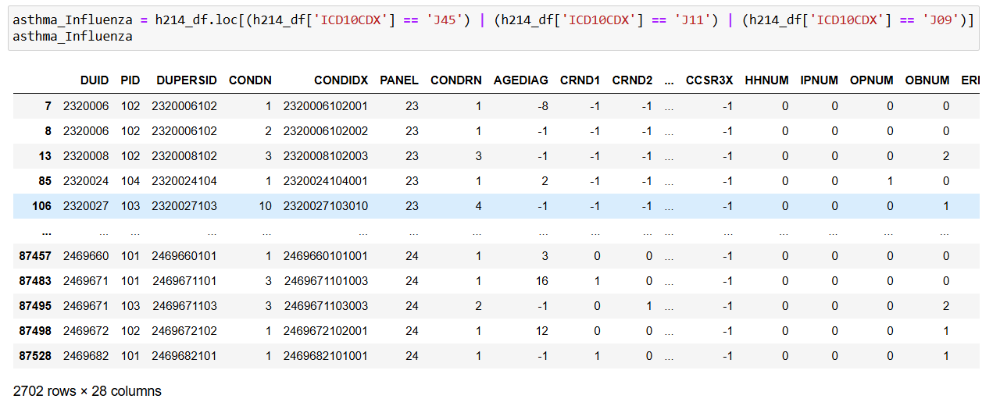 asthma_Influenza = h214_df.loc[(h214_df['ICD10CDX'] == 'J45') | (h214_df['ICD10CDX'] == 'J11') | (h214_df['ICD10CDX'] == 'J09')]
asthma_Influenza
DUID PID DUPERSID CONDN CONDIDX PANEL CONDRN AGEDIAG CRND1 CRND2 ... CCSR3X HHNUM IPNUM OPNUM OBNUM
7 2320006 102 2320006102 1 2320006102001 23 1 -8 -1 -1 ... -1 0 0 0 0
8 2320006 102 2320006102 2 2320006102002 23 1 -1 -1 -1 ... -1 0 0 0 0
13 2320008 102 2320008102 3 2320008102003 23 3 -1 -1 -1 ... -1 0 0 0 2
85 2320024 104 2320024104 1 2320024104001 23 1 2 -1 -1 ... -1 0 0 1 0
106 2320027 103 2320027103 10 2320027103010 23 4 -1 -1 -1 ... -1 0 0 0 1
... ... ... ... ... ... ... ... ... ... ... ... ... ... ... ... ...
87457 2469660 101 2469660101 1 2469660101001 24 1 3 0 0 ... -1 0 0 0 0
87483 2469671 101 2469671101 3 2469671101003 24 1 16 1 0 ... -1 0 0 0 0
87495 2469671 103 2469671103 3 2469671103003 24 2 -1 0 1 ... -1 0 0 0 2
87498 2469672 102 2469672102 1 2469672102001 24 1 12 0 0 ... -1 0 0 0 1
87528 2469682 101 2469682101 1 2469682101001 24 1 -1 1 0 ... -1 0 0 0 1
2702 rows × 28 columns